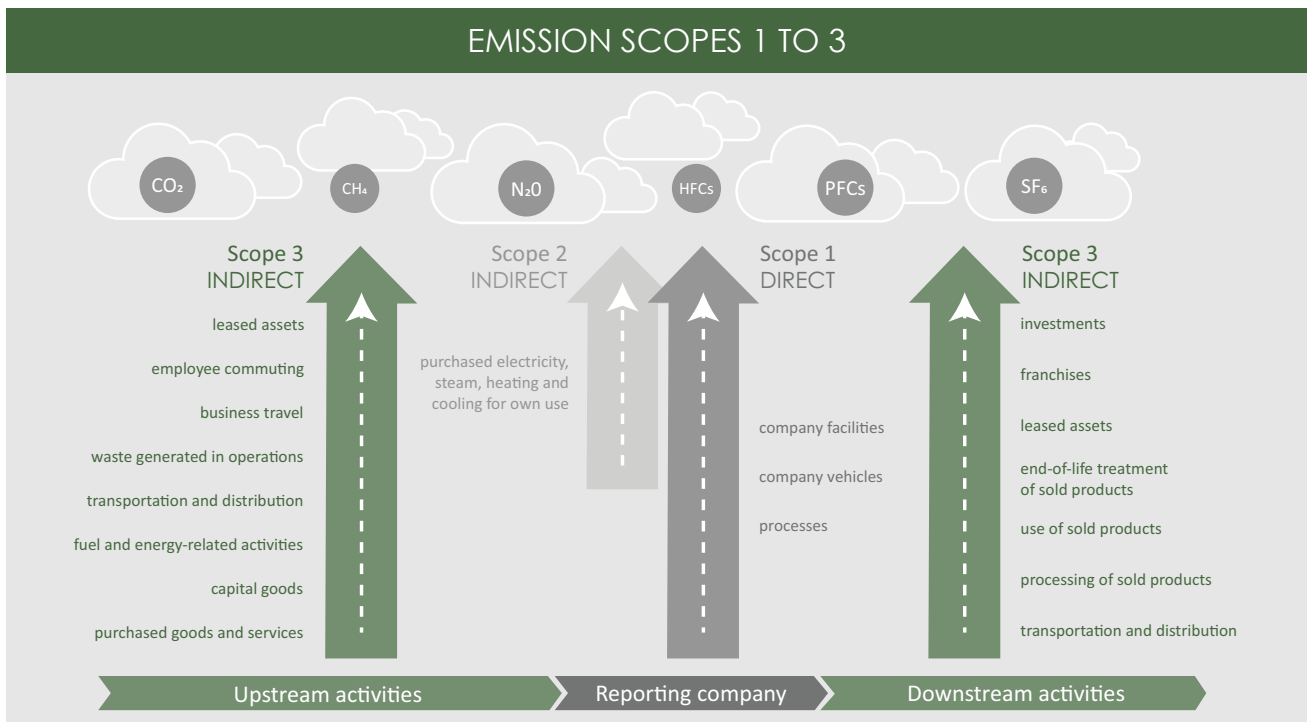 EMISSION SCOPES 1 TO 3
CO₂
CH₄
N₂0
HFCs
PFCs
SF₆
Scope 3
INDIRECT
leased assets
employee commuting
business travel
waste generated in operations
transportation and distribution
fuel and energy-related activities
capital goods
purchased goods and services
Scope 2
INDIRECT
purchased electricity,
steam, heating and
cooling for own use
Scope 1
DIRECT
company facilities
company vehicles
processes
Scope 3
INDIRECT
investments
franchises
leased assets
end-of-life treatment
of sold products
use of sold products
processing of sold products
transportation and distribution
Upstream activities
Reporting company
Downstream activities